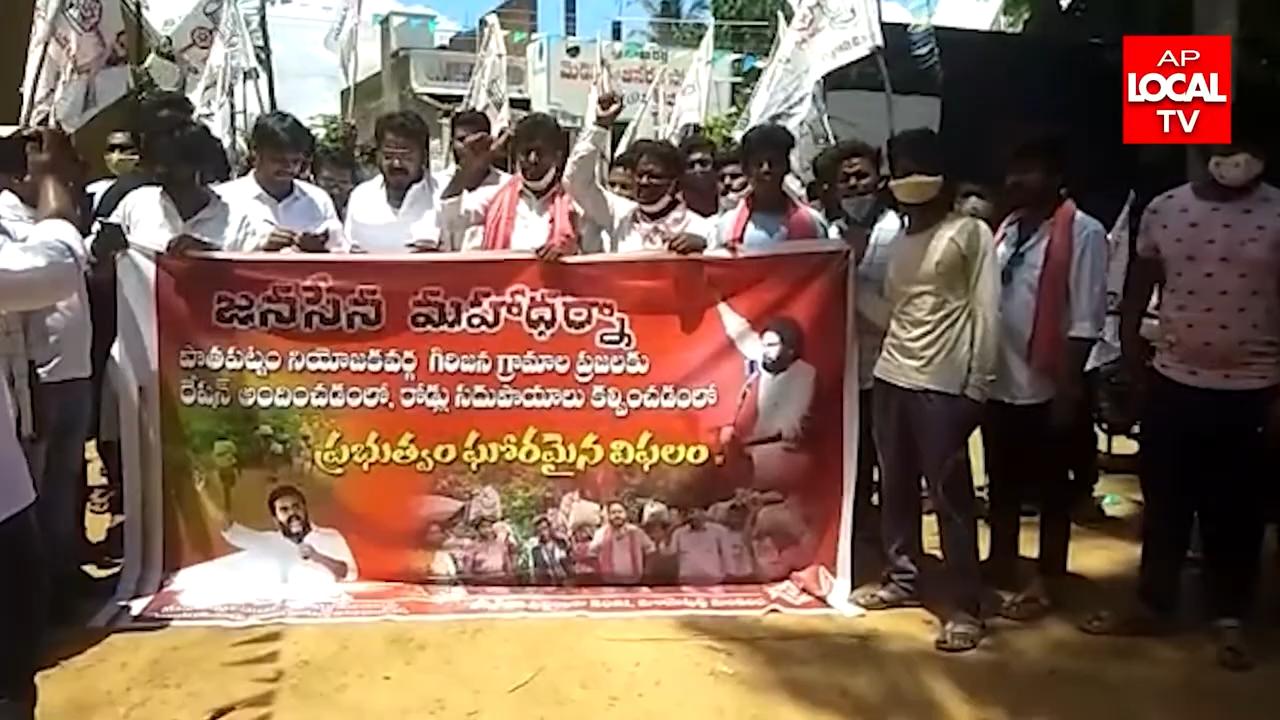 AP
LOCAL
TV
జనసేన మహాధర్నా
పాతపట్నం నియోజకవర్గ గిరిజన గ్రామాల ప్రజలకు
రేషన్ అందించడంలో, రోడ్లు సదుపాయాలు కల్పించడంలో
ప్రభుత్వం ఘోరమైన విఫలం